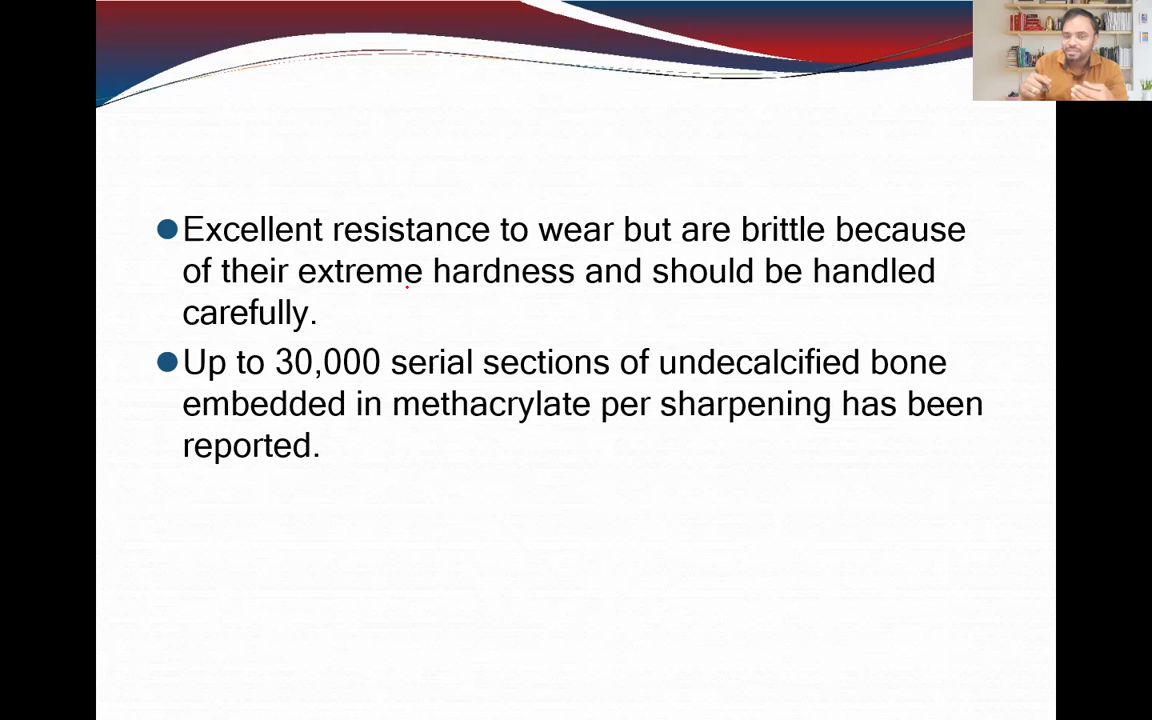 Excellent resistance to wear but are brittle because
of their extreme hardness and should be handled
carefully.
Up to 30,000 serial sections of undecalcified bone
embedded in methacrylate per sharpening has been
reported.